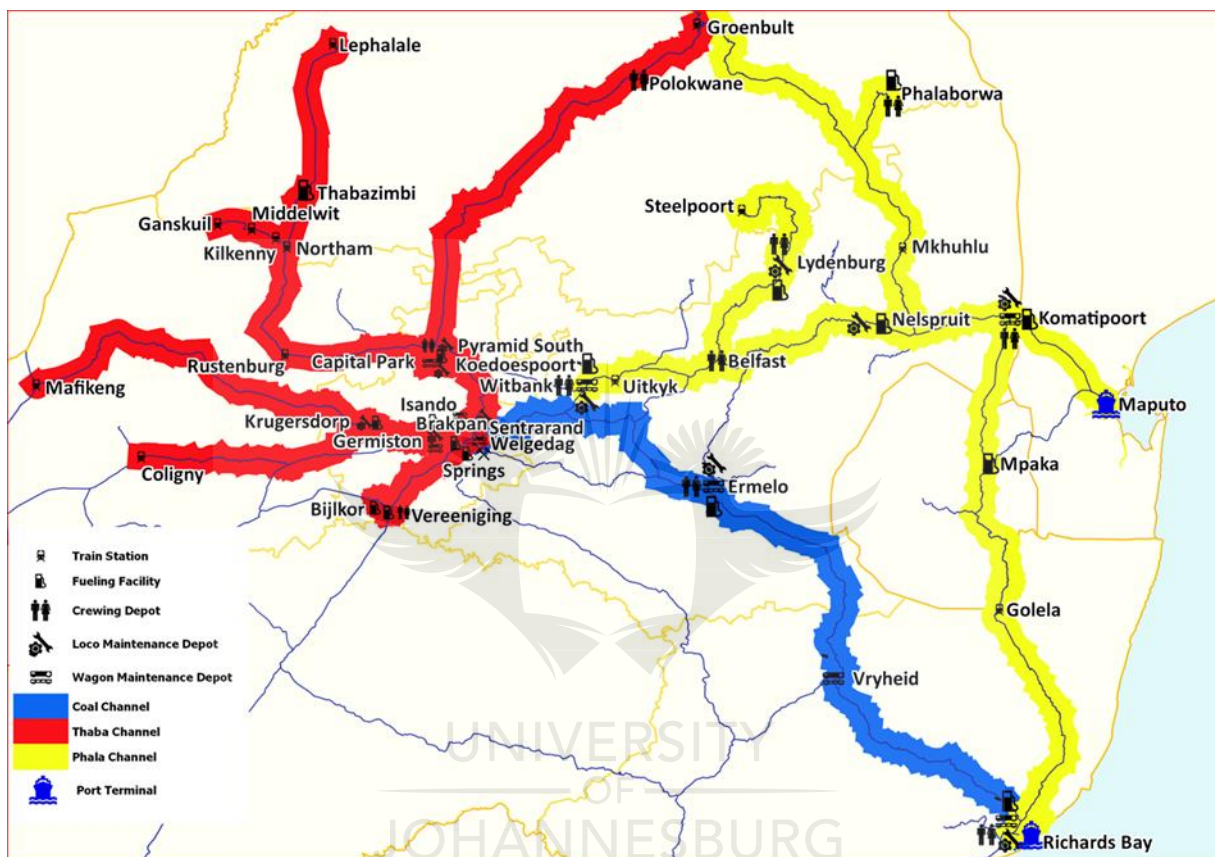 Groenbult
Lephalale
Polokwane
Phalaborwa
Thabazimbi
Steelpoort
Middelwit
Ganskuil
Kilkenny
Northam
Mkhuhlu
Lydenburg
Nelspruit
Komatipoort
Pyramid South
Capital Park
Koedoespoort
Belfast
Rustenburg
Witbank
Uitkyk
Mafikeng
Maputo
Isando
Krugersdorp
Brakpan
Sentrarand
Germiston
Welgedag
Coligny
Springs
Mpaka
Ermelo
Bijlkor
Vereeniging
Train Station
Fueling Facility
Crewing Depot
Loco Maintenance Depot
Wagon Maintenance Depot
Coal Channel
Thaba Channel
Phala Channel
Port Terminal
Golela
Vryheid
UNIVERSITY
OF
JOHANNESBURG
Richards Bay